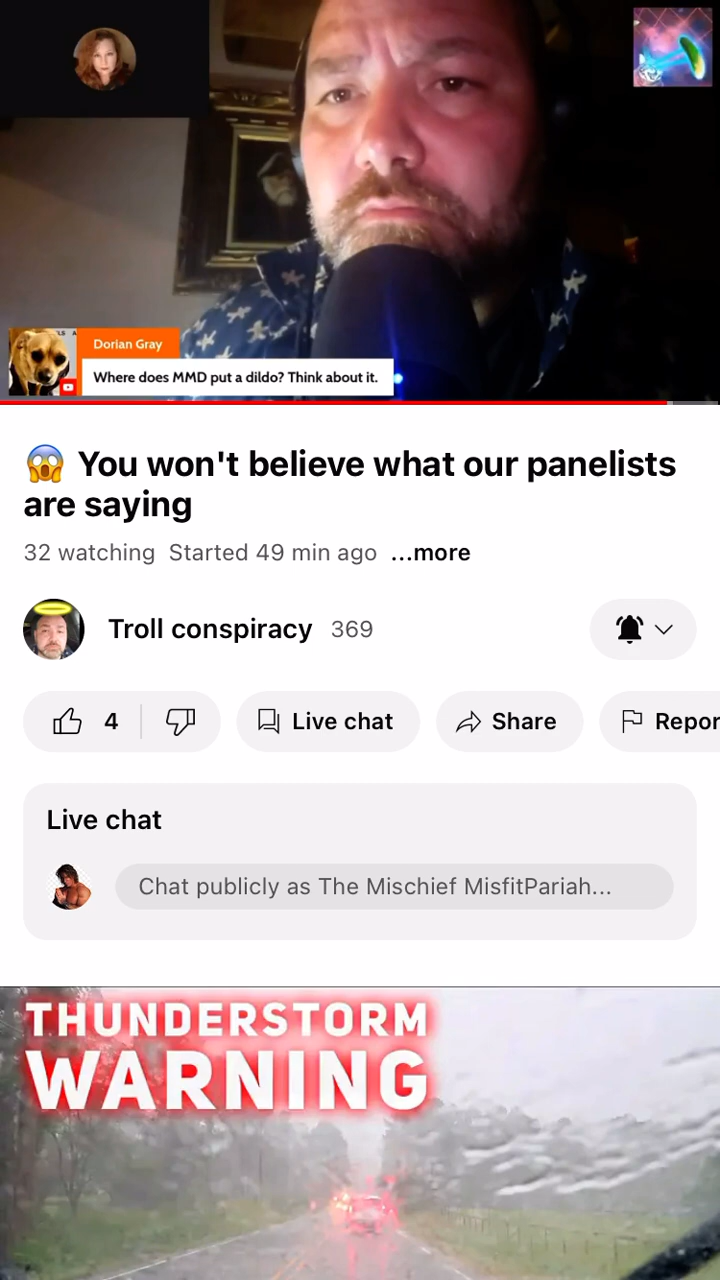 Dorian Gray
Where does MMD put a dildo? Think about it.
😱 You won't believe what our panelists
are saying
32 watching Started 49 min ago ...more
Troll conspiracy 369
4 Live chat Share Repor
Live chat
Chat publicly as The Mischief MisfitPariah...
THUNDERSTORM
WARNING